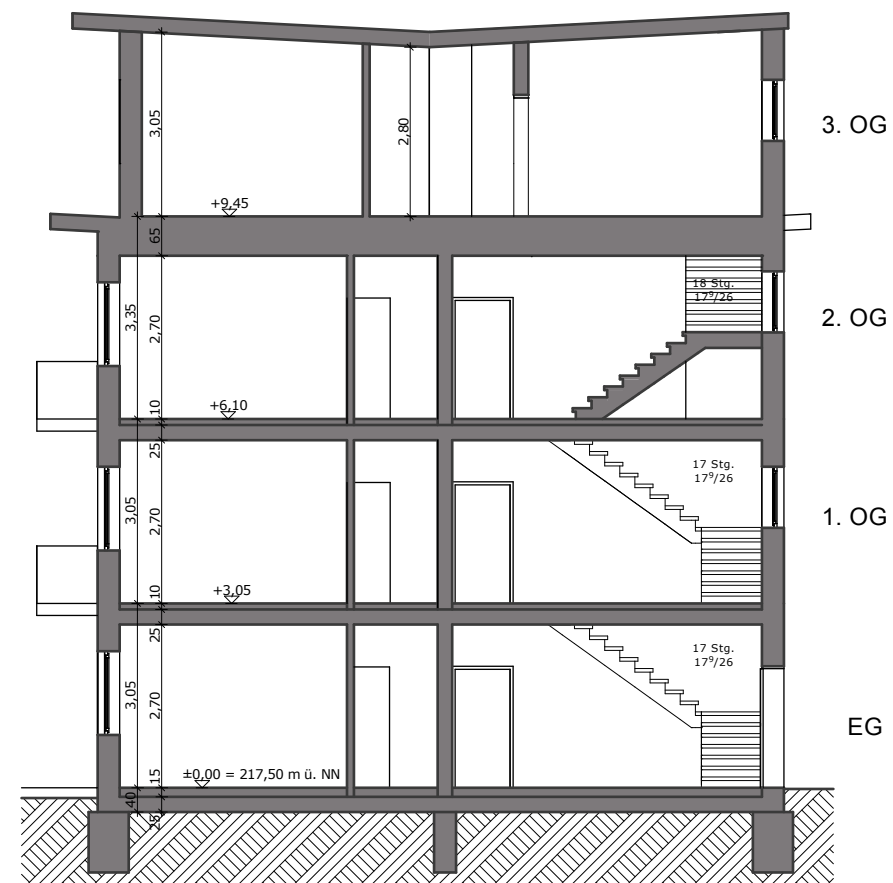 3,05
2,80
3. OG
+9,45
65
18 Stg.
17⁹/26
3,35
2,70
2. OG
+6,10
10
25
17 Stg.
17⁹/26
3,05
2,70
1. OG
+3,05
10
25
17 Stg.
17⁹/26
3,05
2,70
EG
±0,00 = 217,50 m ü. NN
15
40
25